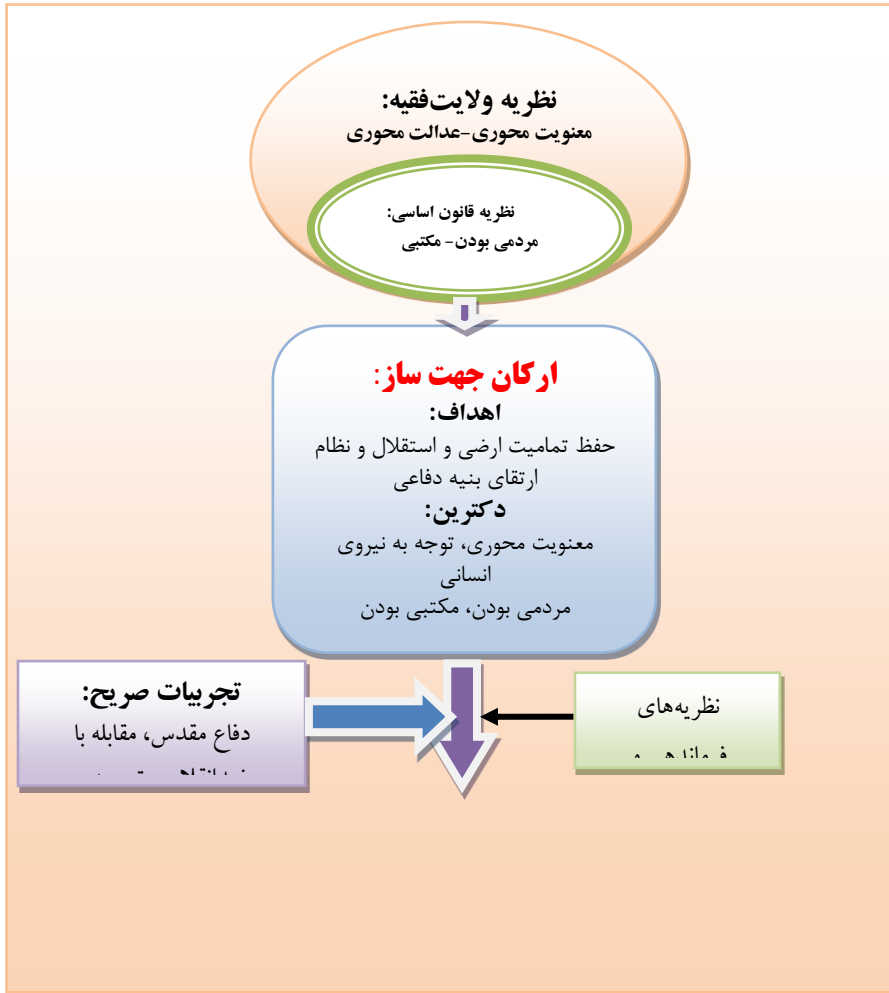 نظریه ولایت‌فقیه:
معنویت محوری-عدالت محوری
نظریه قانون اساسی:
مردمی بودن- مکتبی
ارکان جهت ساز:
اهداف:
حفظ تمامیت ارضی و استقلال و نظام
ارتقای بنیه دفاعی
دکترین:
معنویت محوری، توجه به نیروی
انسانی
مردمی بودن، مکتبی بودن
تجربیات صریح:
دفاع مقدس، مقابله با
نظریه‌های